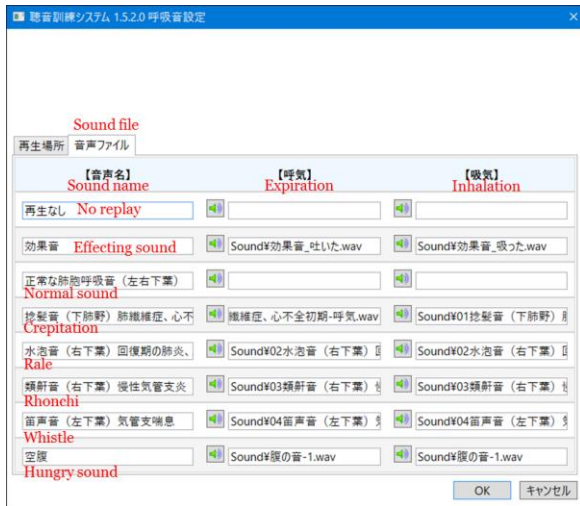 聴音訓練システム 1.5.2.0 呼吸音設定
Sound file
再生場所 音声ファイル
【音声名】 【呼気】 【吸気】
Sound name Expiration Inhalation
再生なし No replay
効果音 Effecting sound Sound¥効果音_吐いた.wav Sound¥効果音_吸った.wav
正常な肺胞呼吸音（左右下葉）
Normal sound
捻髪音（下肺野）肺繊維症、心不 繊維症、心不全初期-呼気.wav Sound¥01捻髪音（下肺野）
Crepitation
水泡音（右下葉）回復期の肺炎、 Sound¥02水泡音（右下葉） Sound¥02水泡音（右下葉）
Rale
類鼾音（右下葉）慢性気管支炎 Sound¥03類鼾音（右下葉） Sound¥03類鼾音（右下葉）
Rhonchi
笛声音（左下葉）気管支喘息 Sound¥04笛声音（左下葉） Sound¥04笛声音（左下葉）
Whistle
空腹 Sound¥腹の音-1.wav Sound¥腹の音-1.wav
Hungry sound
OK キャンセル